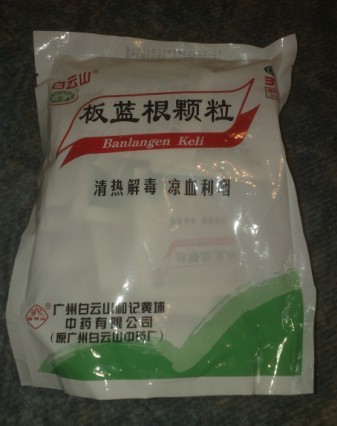 白云山
板蓝根颗粒
Banlangen Keli
清热解毒 凉血利咽
广州白云山和记黄埔
中药有限公司
(原广州白云山中药厂)